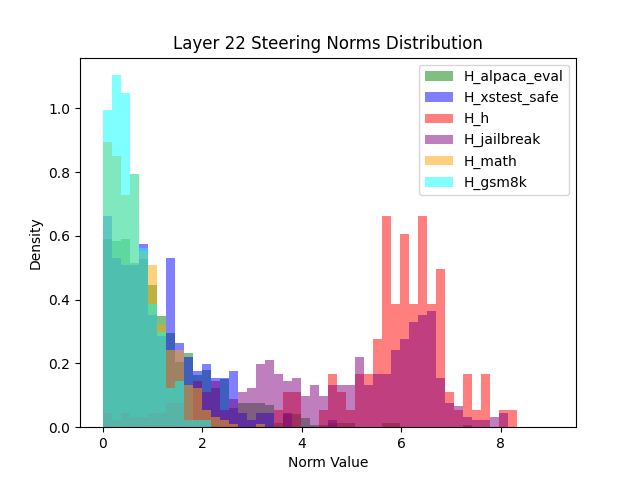 Layer 22 Steering Norms Distribution
H_alpaca_eval
H_xstest_safe
H_h
H_jailbreak
H_math
H_gsm8k
Density
1.0
0.8
0.6
0.4
0.2
0.0
0 2 4 6 8
Norm Value